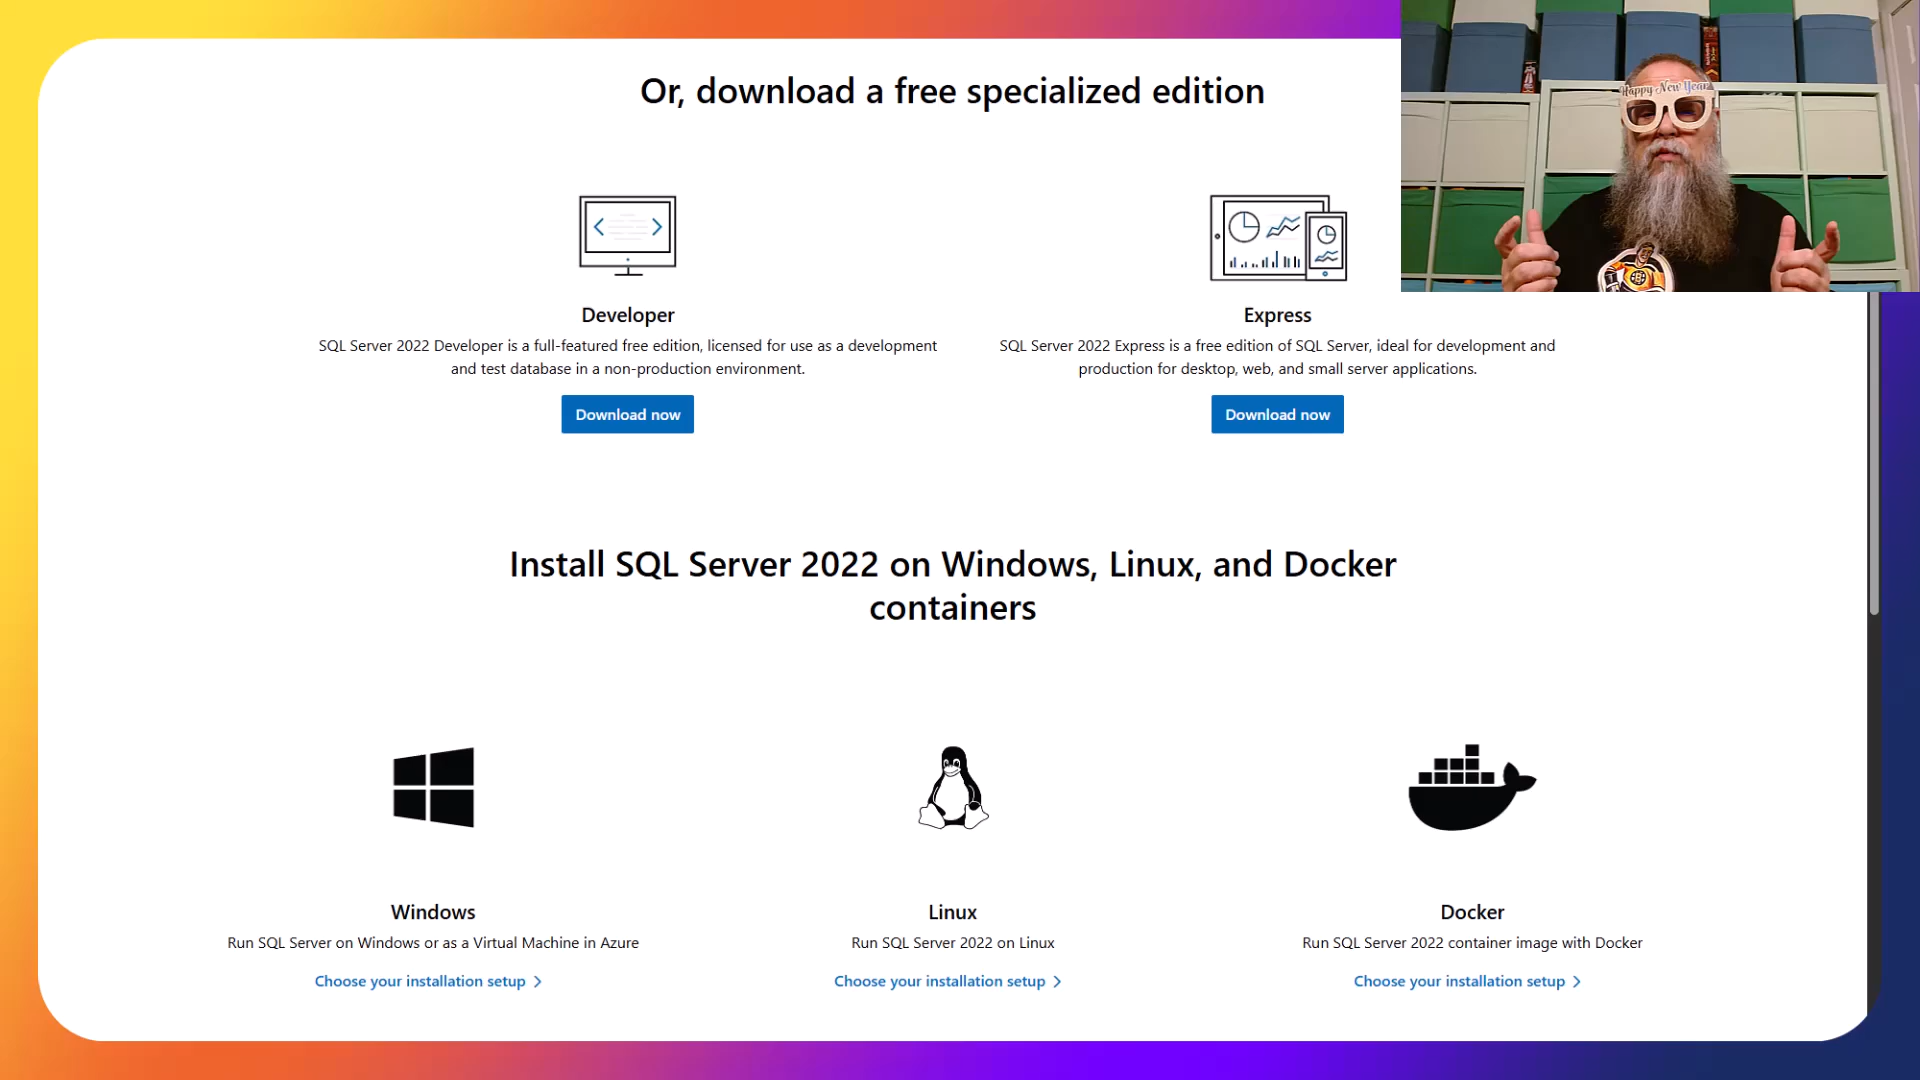 Or, download a free specialized edition
Happy New Year
Developer
SQL Server 2022 Developer is a full-featured free edition, licensed for use as a development
and test database in a non-production environment.
Download now
Express
SQL Server 2022 Express is a free edition of SQL Server, ideal for development and
production for desktop, web, and small server applications.
Download now
Install SQL Server 2022 on Windows, Linux, and Docker
containers
Windows
Run SQL Server on Windows or as a Virtual Machine in Azure
Choose your installation setup
Linux
Run SQL Server 2022 on Linux
Choose your installation setup
Docker
Run SQL Server 2022 container image with Docker
Choose your installation setup